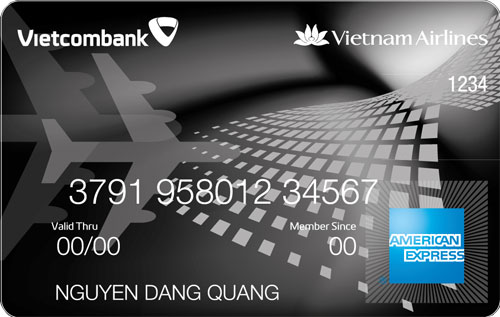 Vietcombank
Vietnam Airlines
1234
3791 958012 34567
Valid Thru Member Since
00/00 00
AMERICAN EXPRESS
NGUYEN DANG QUANG